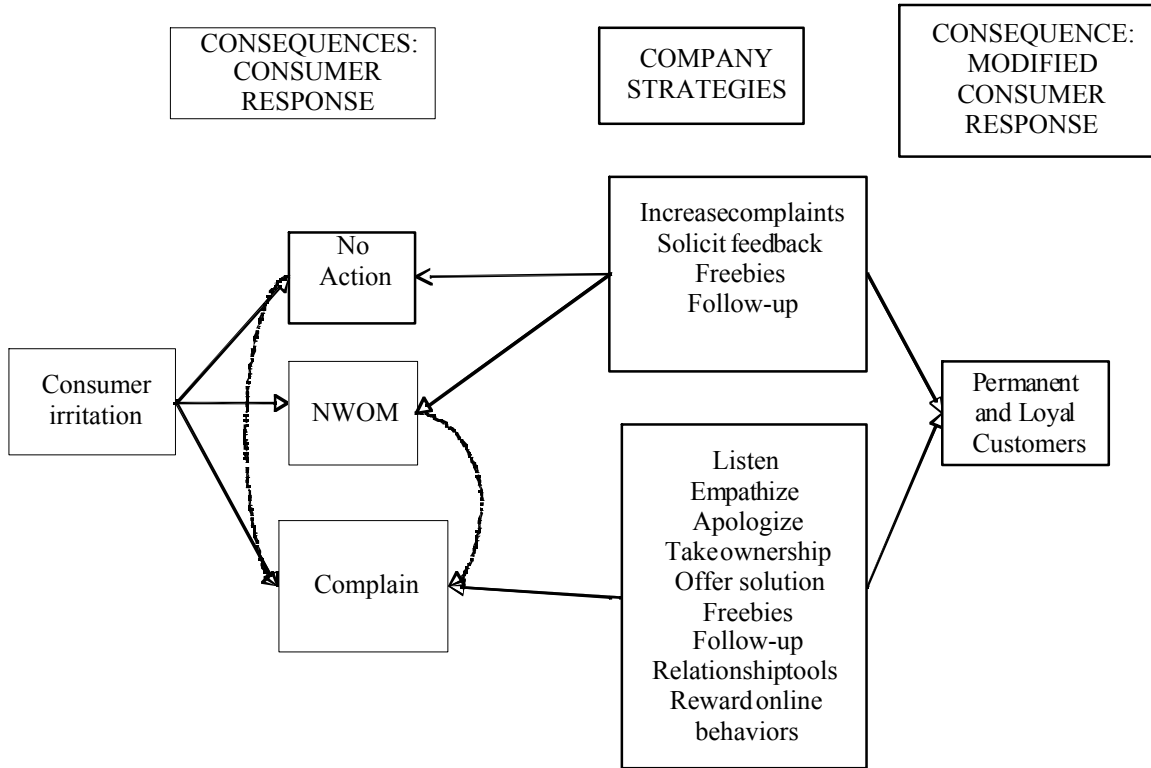 CONSEQUENCES:
CONSUMER
RESPONSE
COMPANY
STRATEGIES
CONSEQUENCE:
MODIFIED
CONSUMER
RESPONSE
Increasecomplaints
Solicit feedback
Freebies
Follow-up
No
Action
Consumer
irritation
NWOM
Permanent
and Loyal
Customers
Listen
Empathize
Apologize
Takeownership
Offer solution
Freebies
Follow-up
Relationshiptools
Rewardonline
behaviors
Complain